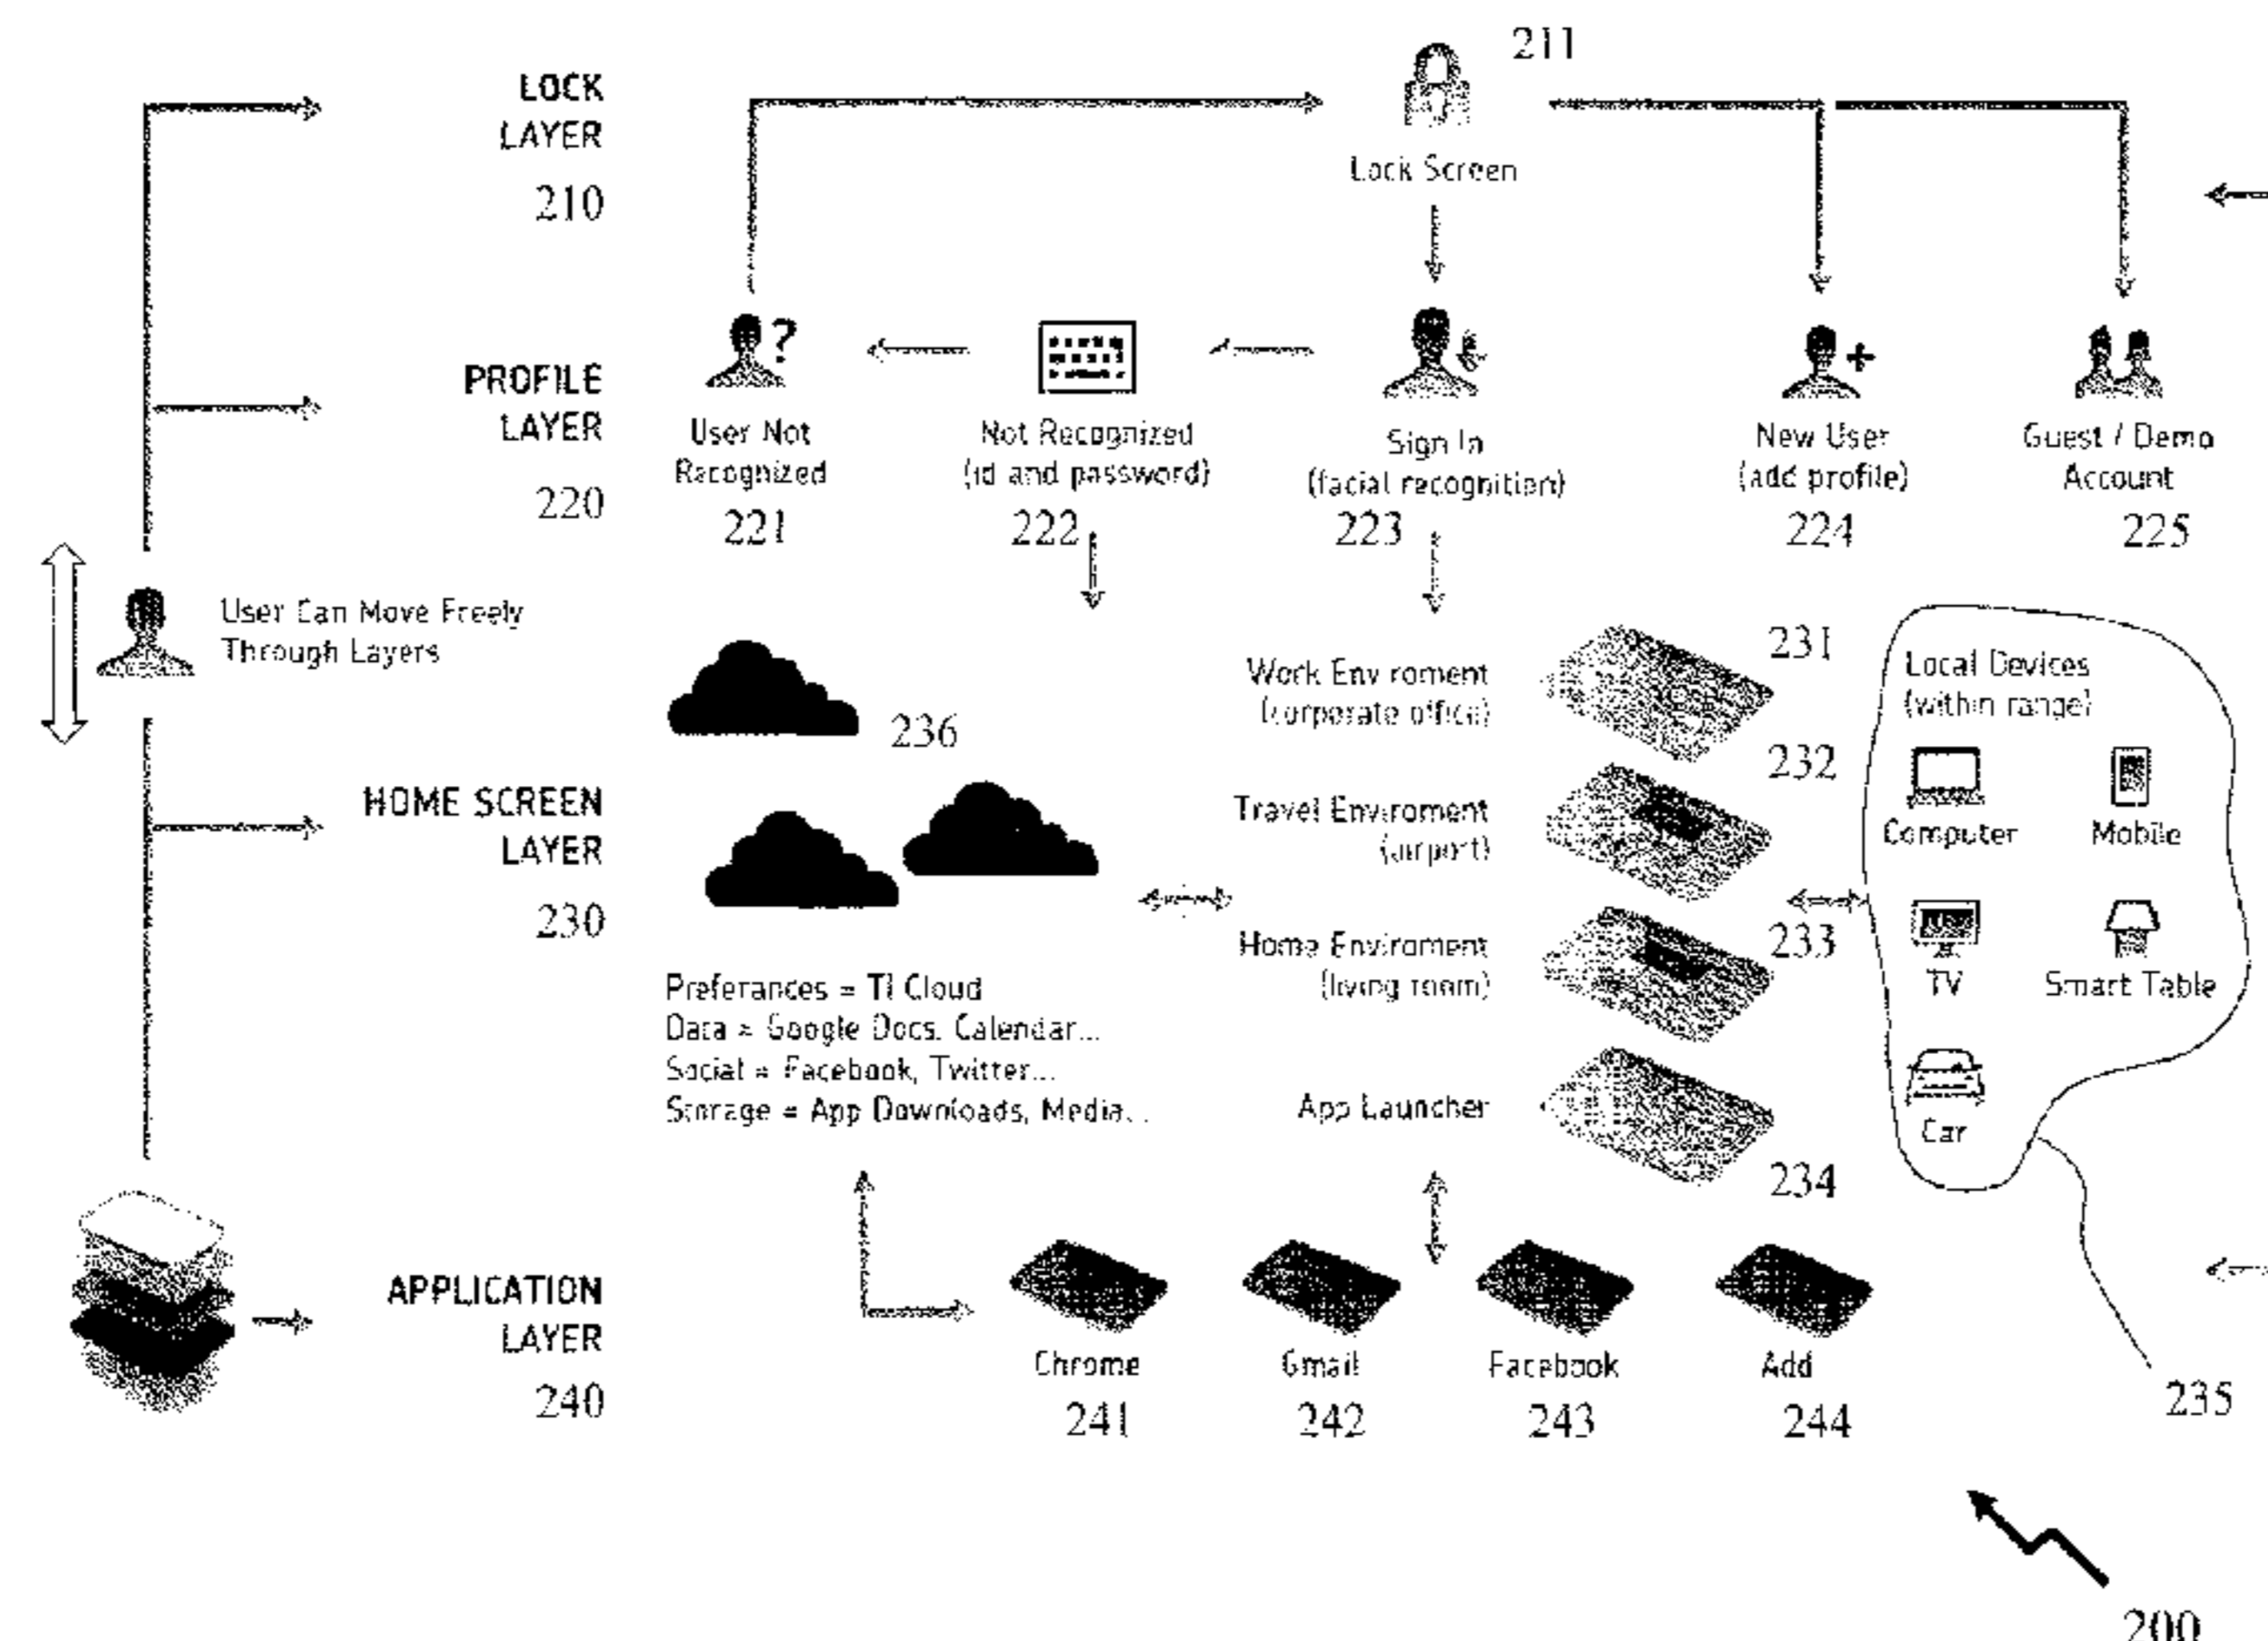 211
LOCK
LAYER
210
Lock Screen
PROFILE
LAYER
220
?
User Not
Recognized
221
Not Recognized
(id and password)
222
Sign In
(facial recognition)
223
+
New User
(add profile)
224
Guest / Demo
Account
225
User Can Move Freely
Through Layers
HOME SCREEN
LAYER
230
236
Preferances = TI Cloud
Data = Google Docs, Calendar...
Social = Facebook, Twitter...
Storage = App Downloads, Media...
Work Enviroment
(corporate office)
231
Travel Enviroment
(airport)
232
Home Enviroment
(living room)
233
App Launcher
234
Local Devices
(within range)
Computer
Mobile
TV
Smart Table
Car
235
APPLICATION
LAYER
240
Chrome
241
Gmail
242
Facebook
243
Add
244
200